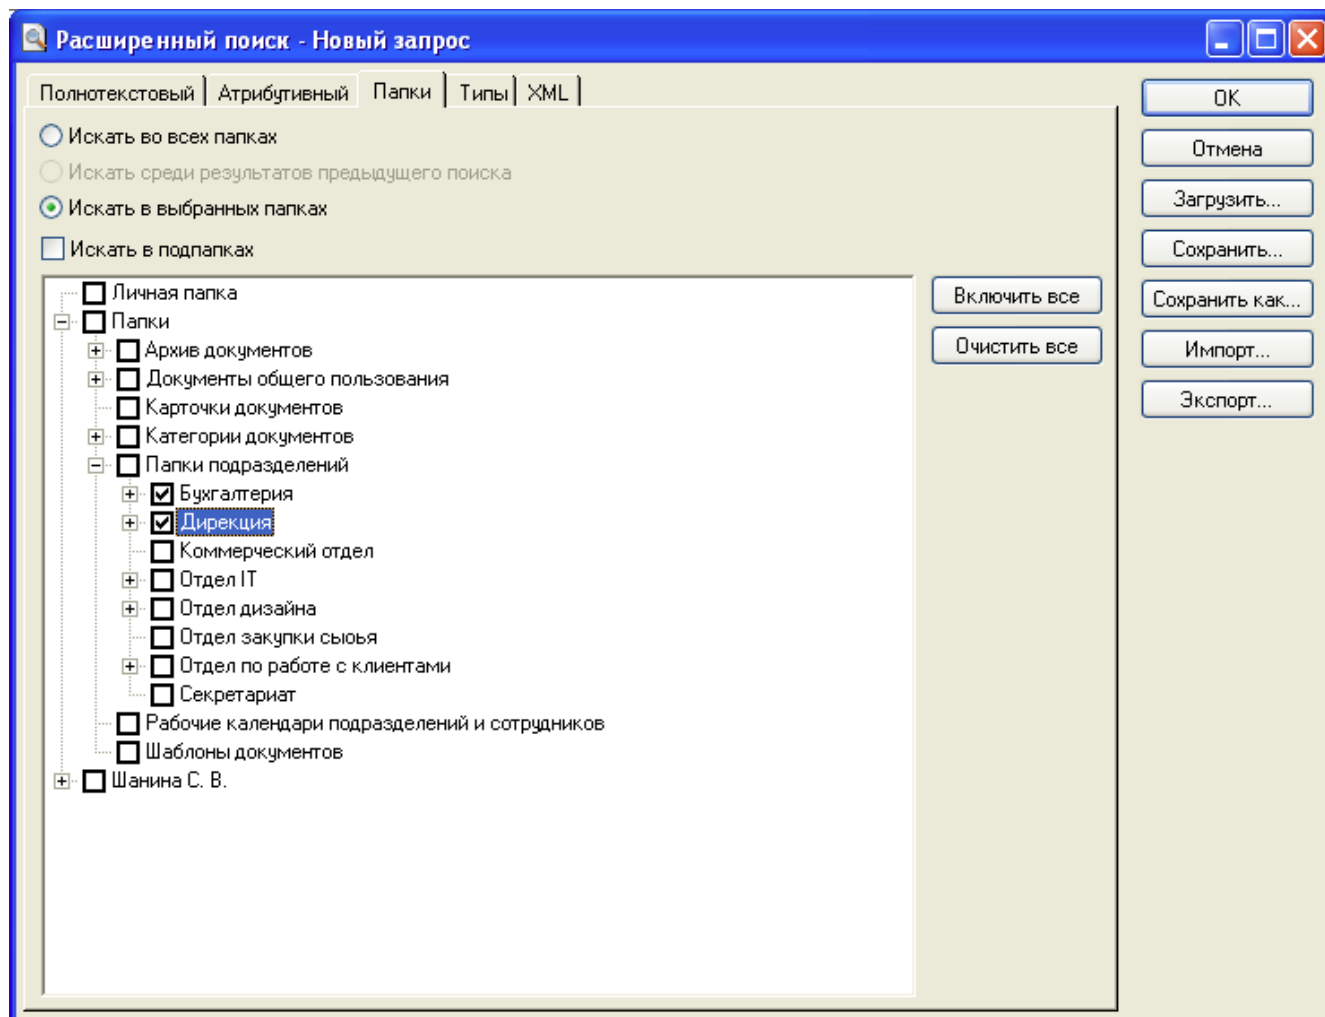 Расширенный поиск - Новый запрос
Полнотекстовый Атрибутивный Папки Типы XML
Искать во всех папках
Искать среди результатов предыдущего поиска
Искать в выбранных папках
Искать в подпапках
Личная папка
Папки
Архив документов
Документы общего пользования
Карточки документов
Категории документов
Папки подразделений
Бухгалтерия
Дирекция
Коммерческий отдел
Отдел IT
Отдел дизайна
Отдел закупки сыоья
Отдел по работе с клиентами
Секретариат
Рабочие календари подразделений и сотрудников
Шаблоны документов
Шанина С. В.
Включить все
Очистить все
OK
Отмена
Загрузить...
Сохранить...
Сохранить как...
Импорт...
Экспорт...